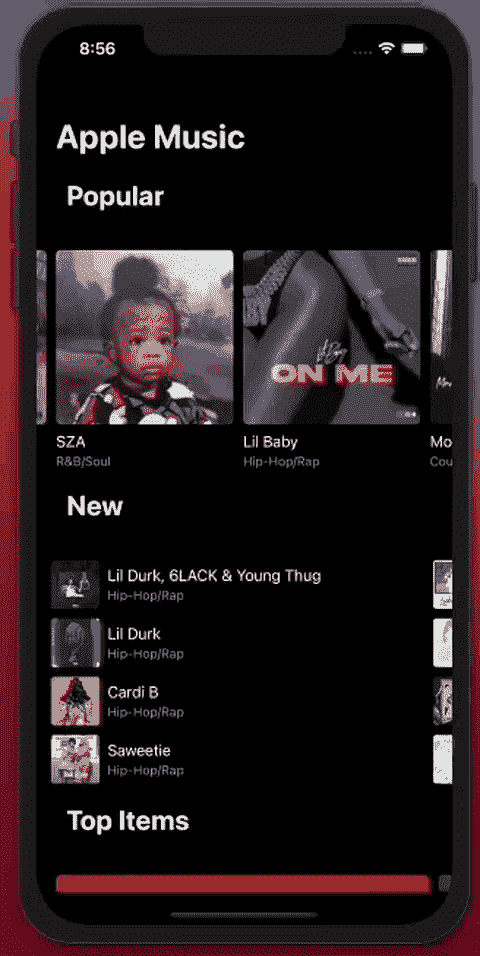 8:56
Apple Music
Popular
ON ME
SZA
Lil Baby
Mo
R&B/Soul
Hip-Hop/Rap
Cou
New
Lil Durk, 6LACK & Young Thug
Hip-Hop/Rap
Lil Durk
Hip-Hop/Rap
Cardi B
Hip-Hop/Rap
Saweetie
Hip-Hop/Rap
Top Items